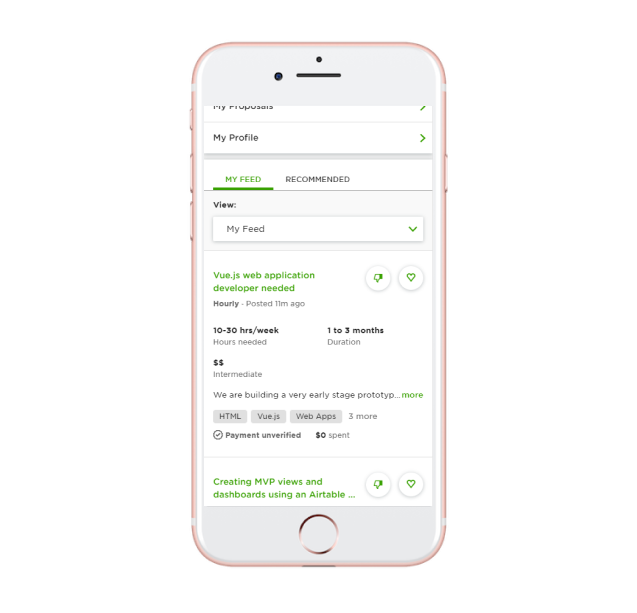 My Proposals
My Profile
MY FEED RECOMMENDED
View:
My Feed
Vue.js web application
developer needed
Hourly - Posted 11m ago
10-30 hrs/week 1 to 3 months
Hours needed Duration
$$
Intermediate
We are building a very early stage prototyp... more
HTML Vue.js Web Apps 3 more
Payment unverified $0 spent
Creating MVP views and
dashboards using an Airtable ...